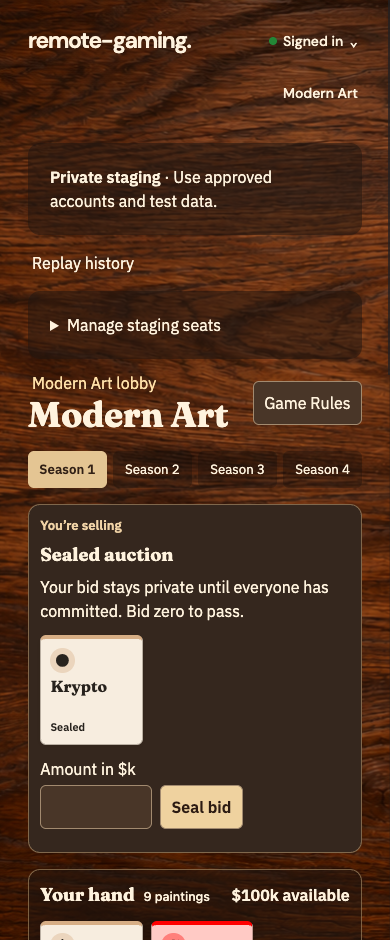 remote-gaming.
Signed in
Modern Art
Private staging · Use approved
accounts and test data.
Replay history
Manage staging seats
Modern Art lobby
Modern Art
Game Rules
Season 1 Season 2 Season 3 Season 4
You're selling
Sealed auction
Your bid stays private until everyone has
committed. Bid zero to pass.
Krypto
Sealed
Amount in $k
Seal bid
Your hand 9 paintings $100k available